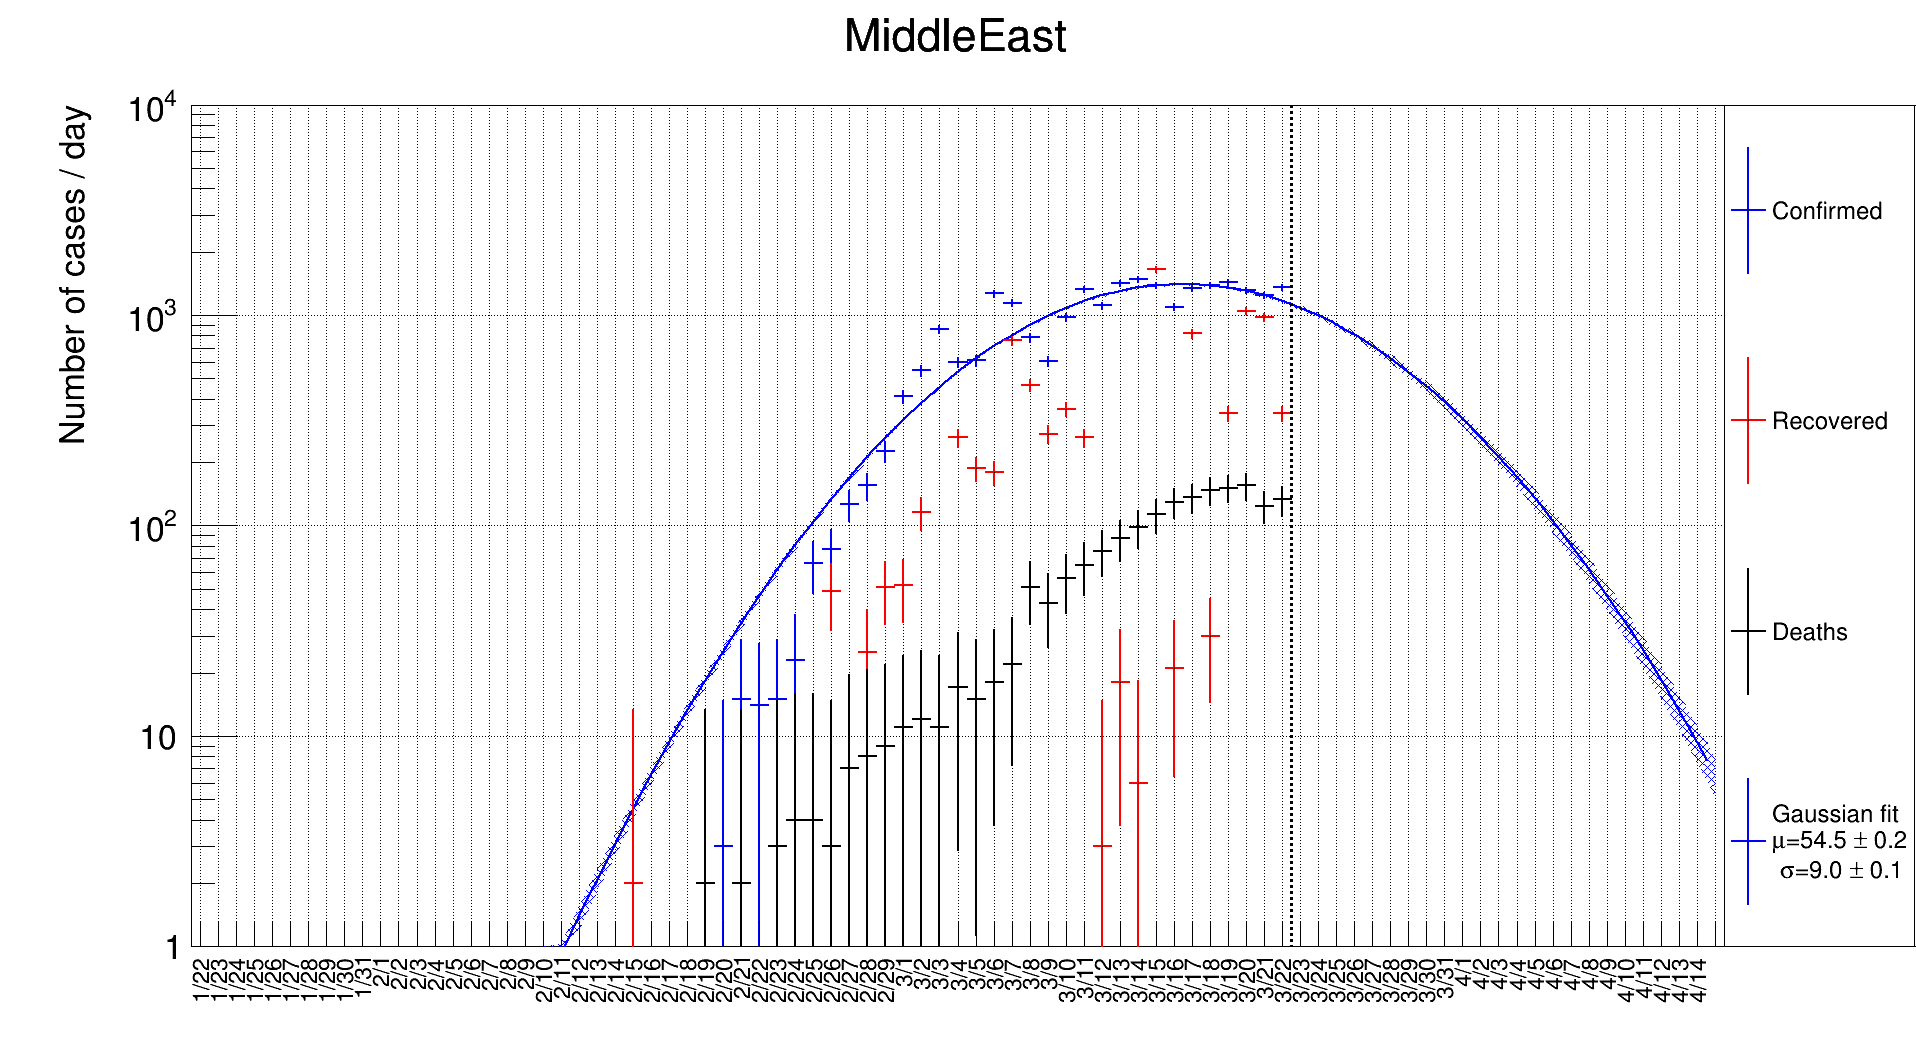 MiddleEast
Number of cases / day
10^4
10^3
10^2
10
1
1/22 1/23 1/24 1/25 1/26 1/27 1/28 1/29 1/30 1/31 2/1 2/2 2/3 2/4 2/5 2/6 2/7 2/8 2/9 2/10 2/11 2/12 2/13 2/14 2/15 2/16 2/17 2/18 2/19 2/20 2/21 2/22 2/23 2/24 2/25 2/26 2/27 2/28 2/29 3/1 3/2 3/3 3/4 3/5 3/6 3/7 3/8 3/9 3/10 3/11 3/12 3/13 3/14 3/15 3/16 3/17 3/18 3/19 3/20 3/21 3/22 3/23 3/24 3/25 3/26 3/27 3/28 3/29 3/30 3/31 4/1 4/2 4/3 4/4 4/5 4/6 4/7 4/8 4/9 4/10 4/11 4/12 4/13 4/14
Confirmed
Recovered
Deaths
Gaussian fit
μ=54.5 ± 0.2
σ=9.0 ± 0.1